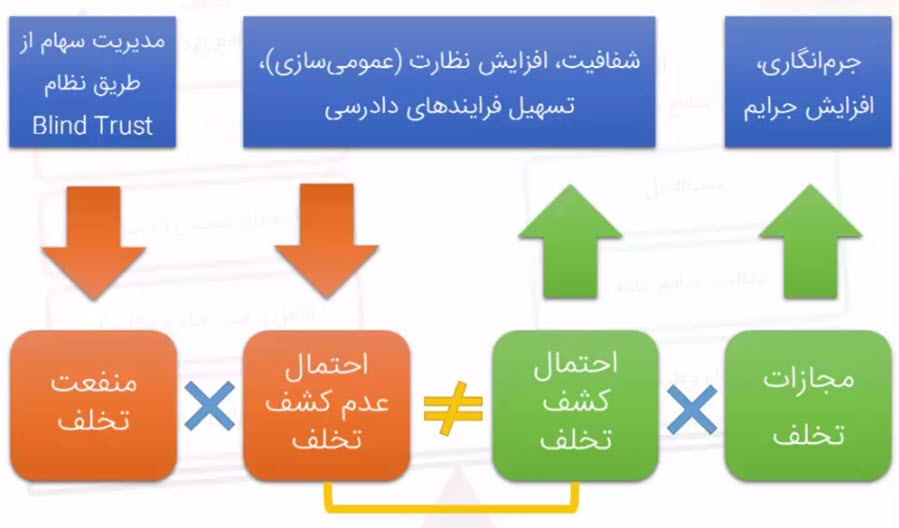 جرم‌انگاری،
افزایش جرایم
شفافیت، افزایش نظارت (عمومی‌سازی)،
تسهیل فرایندهای دادرسی
مدیریت سهام از
طریق نظام
Blind Trust
مجازات
تخلف
×
احتمال
کشف
تخلف
≠
احتمال
عدم کشف
تخلف
×
منفعت
تخلف